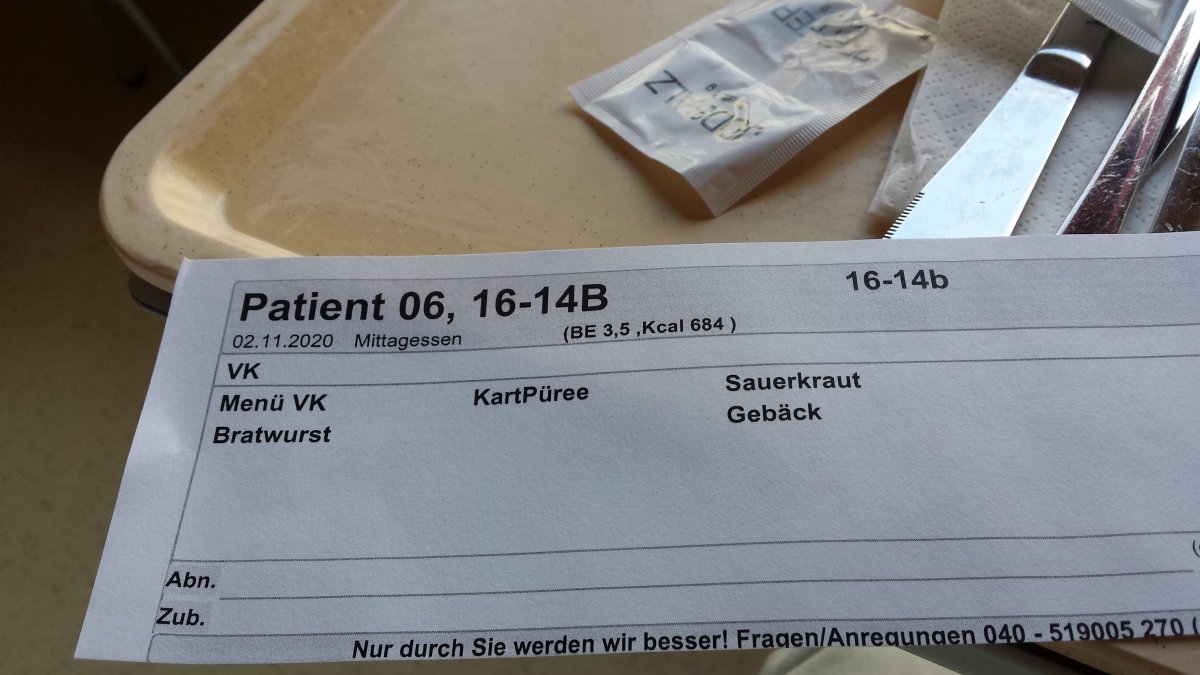 Patient 06, 16-14B
16-14b
02.11.2020 Mittagessen (BE 3,5 ,Kcal 684 )
VK
Menü VK KartPüree Sauerkraut
Bratwurst Gebäck
Abn.
Zub.
Nur durch Sie werden wir besser! Fragen/Anregungen 040 - 519005 270 (